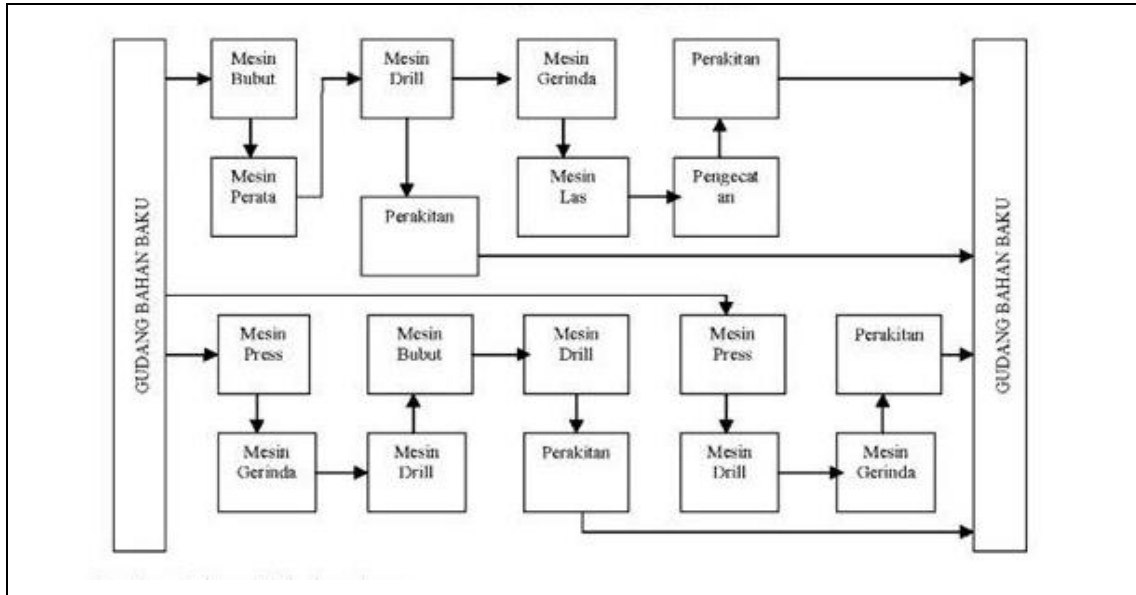 GUDANG BAHAN BAKU
Mesin
Bubut
Mesin
Drill
Mesin
Gerinda
Perakitan
Mesin
Perata
Perakitan
Mesin
Las
Pengecat
an
Mesin
Press
Mesin
Bubut
Mesin
Drill
Mesin
Press
Perakitan
Mesin
Gerinda
Mesin
Drill
Perakitan
Mesin
Drill
Mesin
Gerinda
GUDANG BAHAN BAKU